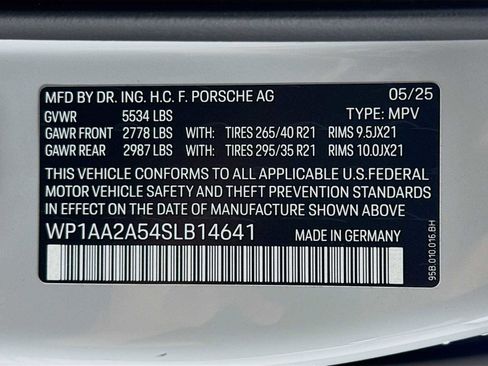 MFD BY DR. ING. H.C. F. PORSCHE AG 05/25
GVWR 5534 LBS TYPE: MPV
GAWR FRONT 2778 LBS WITH: TIRES 265/40 R21 RIMS 9.5JX21
GAWR REAR 2987 LBS WITH: TIRES 295/35 R21 RIMS 10.0JX21
THIS VEHICLE CONFORMS TO ALL APPLICABLE U.S.FEDERAL
MOTOR VEHICLE SAFETY AND THEFT PREVENTION STANDARDS
IN EFFECT ON THE DATE OF MANUFACTURE SHOWN ABOVE.
WP1AA2A54SLB14641 MADE IN GERMANY
95B.010.016.BH